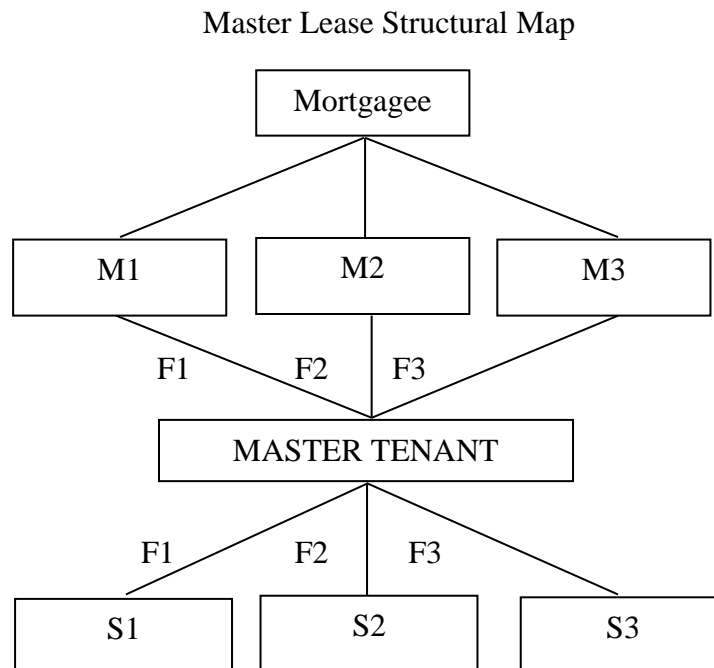 Master Lease Structural Map
Mortgagee
M1 M2 M3
F1 F2 F3
MASTER TENANT
F1 F2 F3
S1 S2 S3